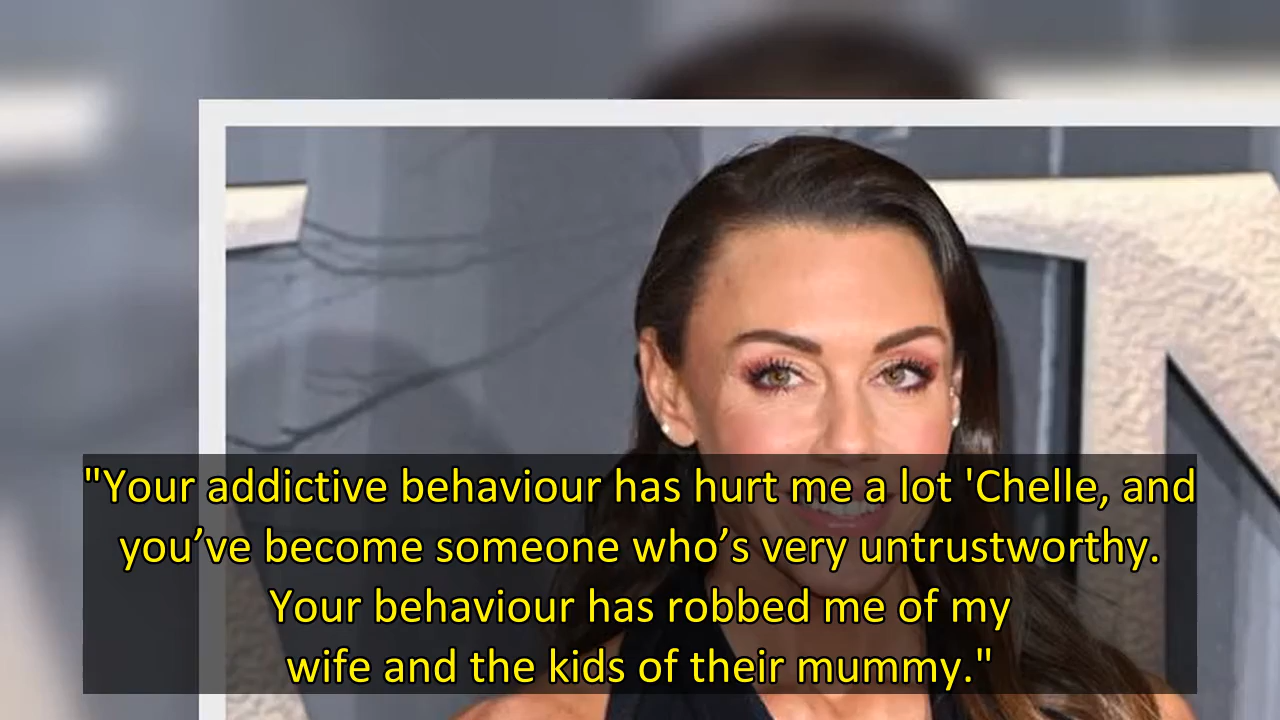 "Your addictive behaviour has hurt me a lot 'Chelle, and
you’ve become someone who’s very untrustworthy.
Your behaviour has robbed me of my
wife and the kids of their mummy."